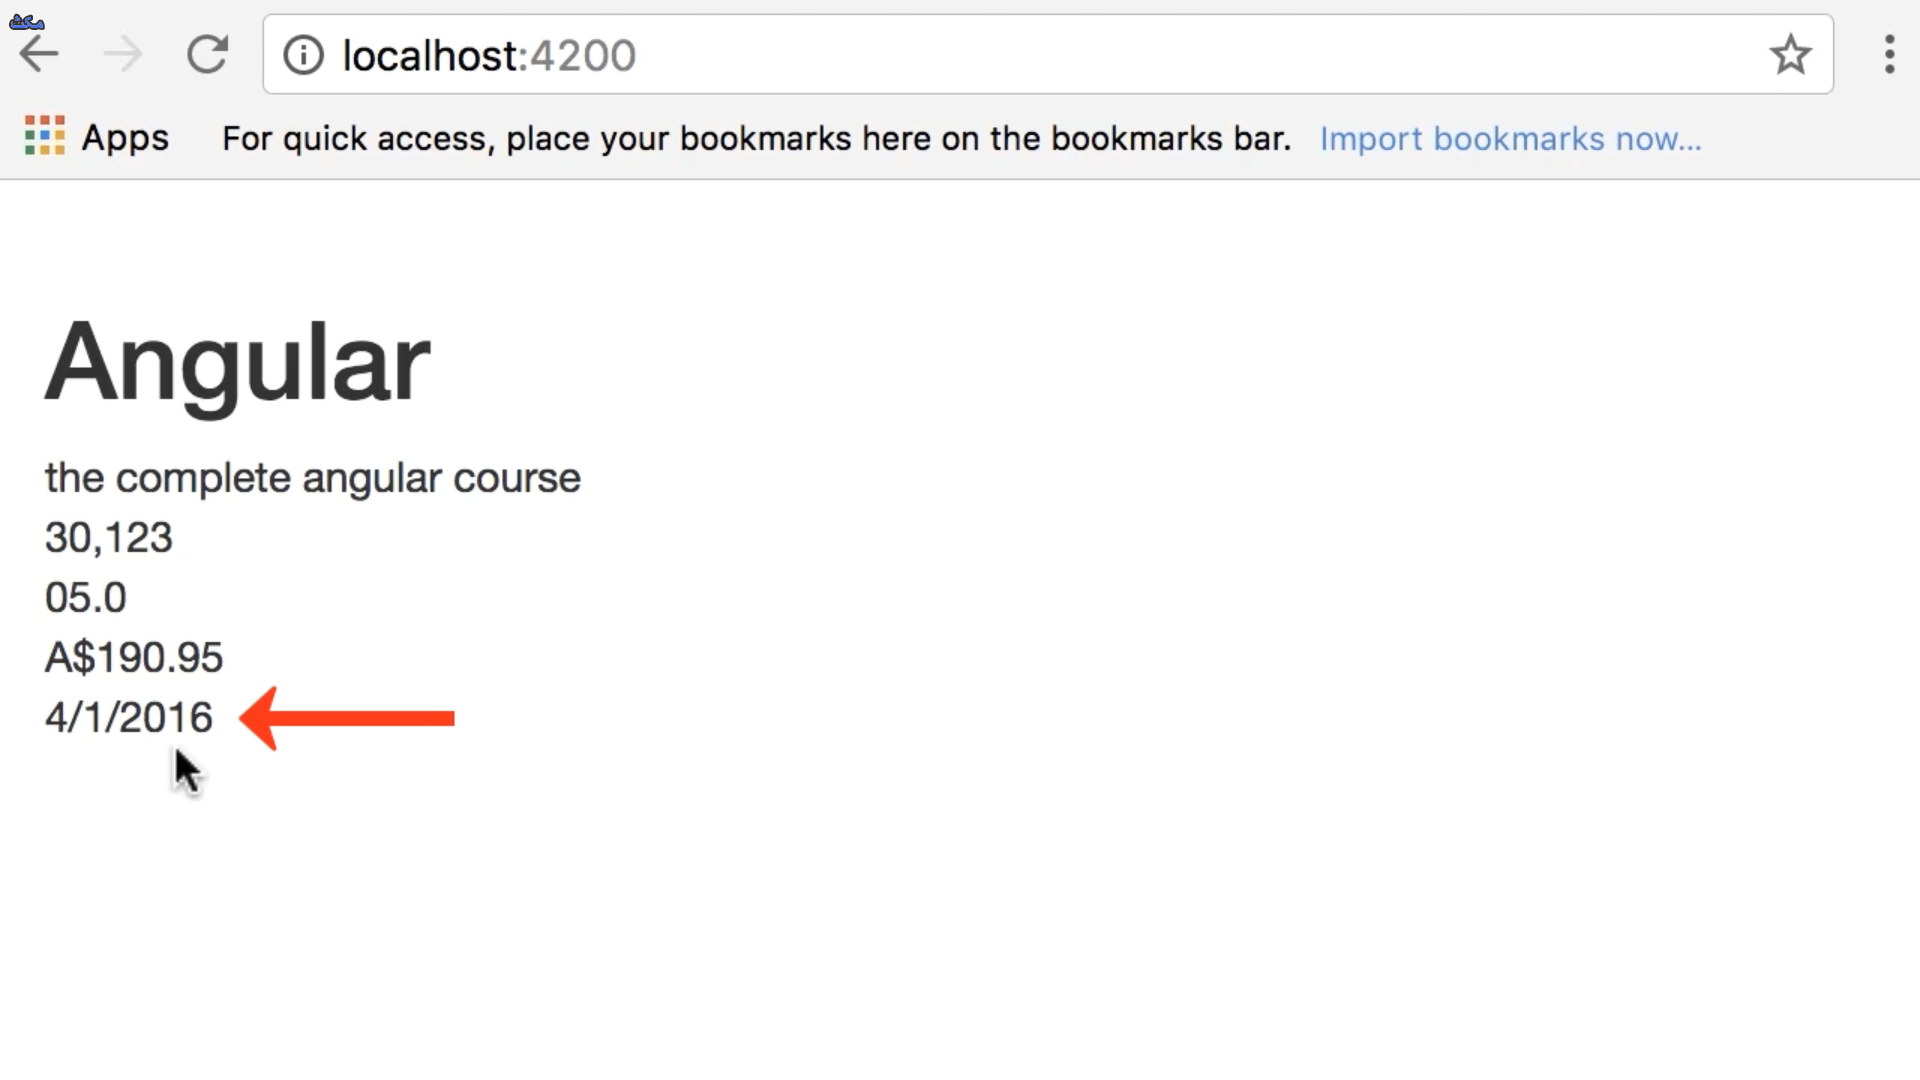 مکث
localhost:4200
Apps For quick access, place your bookmarks here on the bookmarks bar. Import bookmarks now...
Angular
the complete angular course
30,123
05.0
A$190.95
4/1/2016